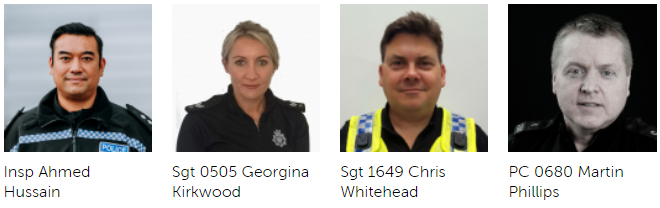 POLICE
Insp Ahmed
Hussain
Sgt 0505 Georgina
Kirkwood
Sgt 1649 Chris
Whitehead
PC 0680 Martin
Phillips